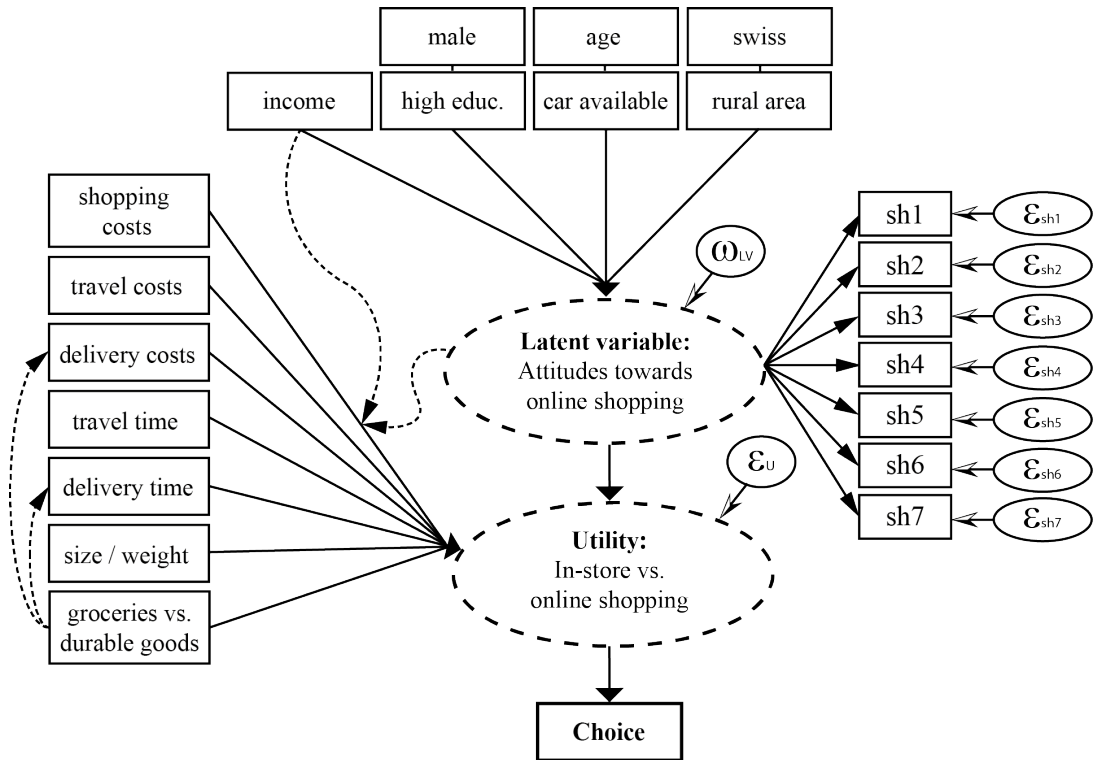 male
age
swiss
income
high educ.
car available
rural area
shopping
costs
travel costs
delivery costs
travel time
delivery time
size / weight
groceries vs.
durable goods
ωLV
Latent variable:
Attitudes towards
online shopping
εU
Utility:
In-store vs.
online shopping
Choice
sh1
εsh1
sh2
εsh2
sh3
εsh3
sh4
εsh4
sh5
εsh5
sh6
εsh6
sh7
εsh7